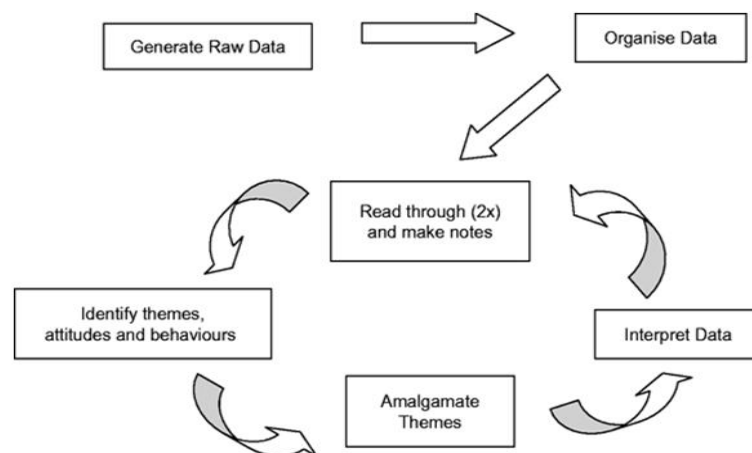 Generate Raw Data
Organise Data
Read through (2x)
and make notes
Identify themes,
attitudes and behaviours
Interpret Data
Amalgamate
Themes